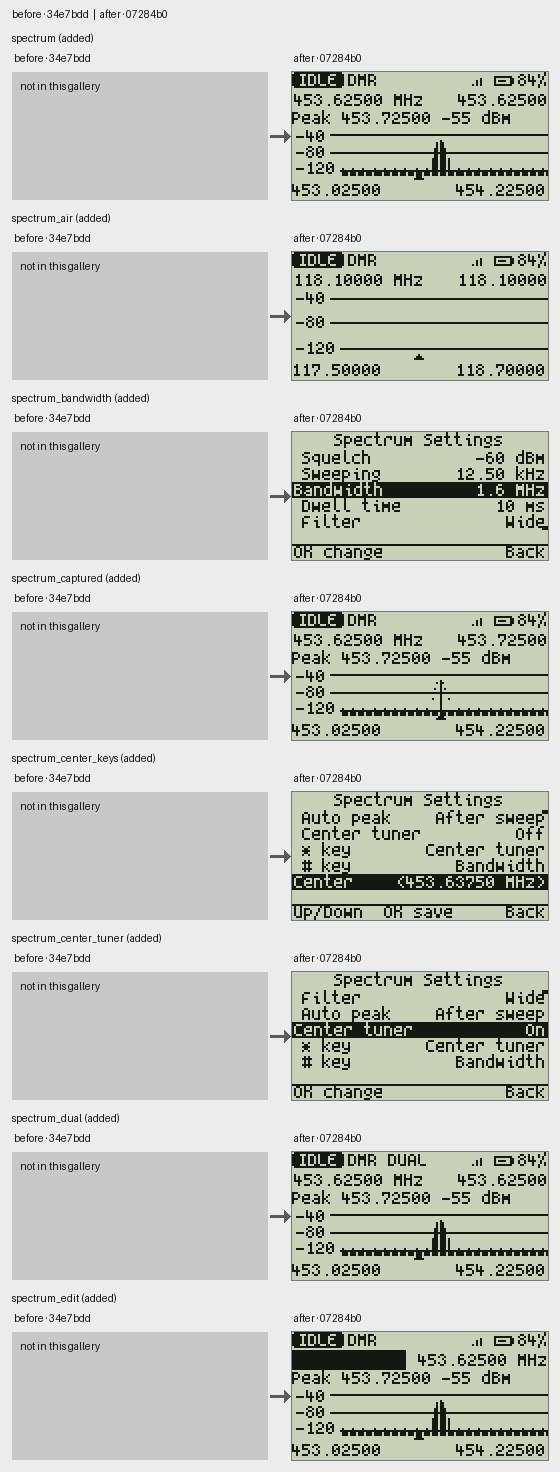 before · 34e7bdd | after · 07284b0
spectrum (added)
before · 34e7bdd after · 07284b0
not in this gallery
IDLE DMR 84%
453.62500 MHz 453.62500
Peak 453.72500 -55 dBm
-40
-80
-120
453.02500 454.22500
spectrum_air (added)
before · 34e7bdd after · 07284b0
not in this gallery
IDLE DMR 84%
118.10000 MHz 118.10000
-40
-80
-120
117.50000 118.70000
spectrum_bandwidth (added)
before · 34e7bdd after · 07284b0
not in this gallery
Spectrum Settings
Squelch -60 dBm
Sweeping 12.50 kHz
Bandwidth 1.6 MHz
Dwell time 10 ms
Filter Wide
OK change Back
spectrum_captured (added)
before · 34e7bdd after · 07284b0
not in this gallery
IDLE DMR 84%
453.62500 MHz 453.72500
Peak 453.72500 -55 dBm
-40
-80
-120
453.02500 454.22500
spectrum_center_keys (added)
before · 34e7bdd after · 07284b0
not in this gallery
Spectrum Settings
Auto peak After sweep
Center tuner Off
* key Center tuner
# key Bandwidth
Center (453.63750 MHz)
Up/Down OK save Back
spectrum_center_tuner (added)
before · 34e7bdd after · 07284b0
not in this gallery
Spectrum Settings
Filter Wide
Auto peak After sweep
Center tuner On
* key Center tuner
# key Bandwidth
OK change Back
spectrum_dual (added)
before · 34e7bdd after · 07284b0
not in this gallery
IDLE DMR DUAL 84%
453.62500 MHz 453.62500
Peak 453.72500 -55 dBm
-40
-80
-120
453.02500 454.22500
spectrum_edit (added)
before · 34e7bdd after · 07284b0
not in this gallery
IDLE DMR 84%
453.62500 MHz
Peak 453.72500 -55 dBm
-40
-80
-120
453.02500 454.22500